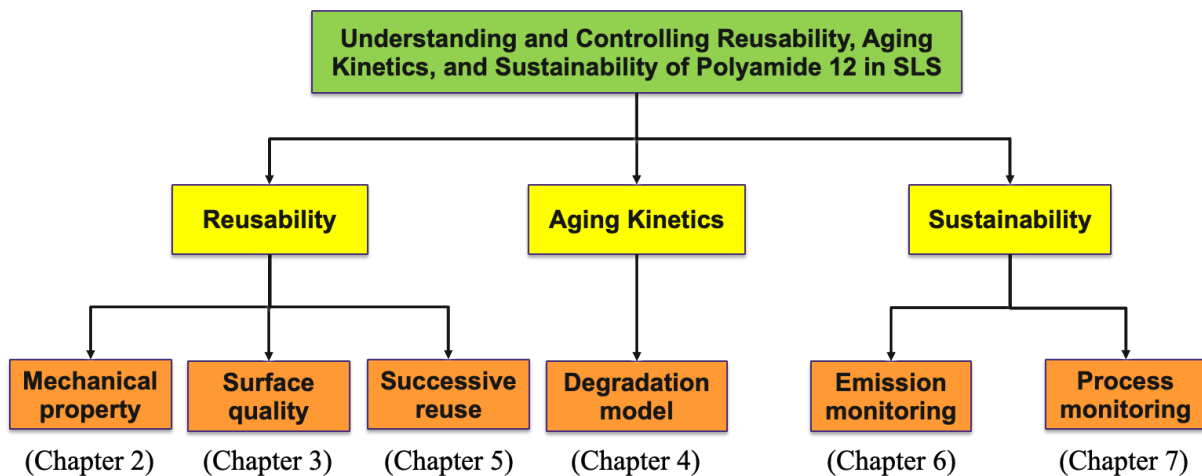 Understanding and Controlling Reusability, Aging
Kinetics, and Sustainability of Polyamide 12 in SLS
Reusability
Aging Kinetics
Sustainability
Mechanical
property
Surface
quality
Successive
reuse
Degradation
model
Emission
monitoring
Process
monitoring
(Chapter 2)
(Chapter 3)
(Chapter 5)
(Chapter 4)
(Chapter 6)
(Chapter 7)